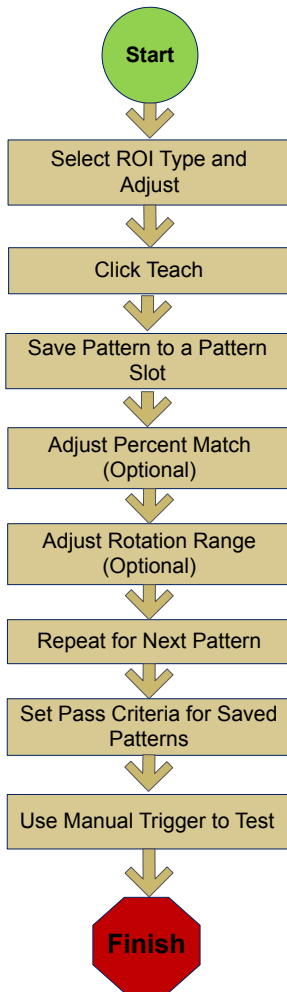 Start
Select ROI Type and
Adjust
Click Teach
Save Pattern to a Pattern
Slot
Adjust Percent Match
(Optional)
Adjust Rotation Range
(Optional)
Repeat for Next Pattern
Set Pass Criteria for Saved
Patterns
Use Manual Trigger to Test
Finish